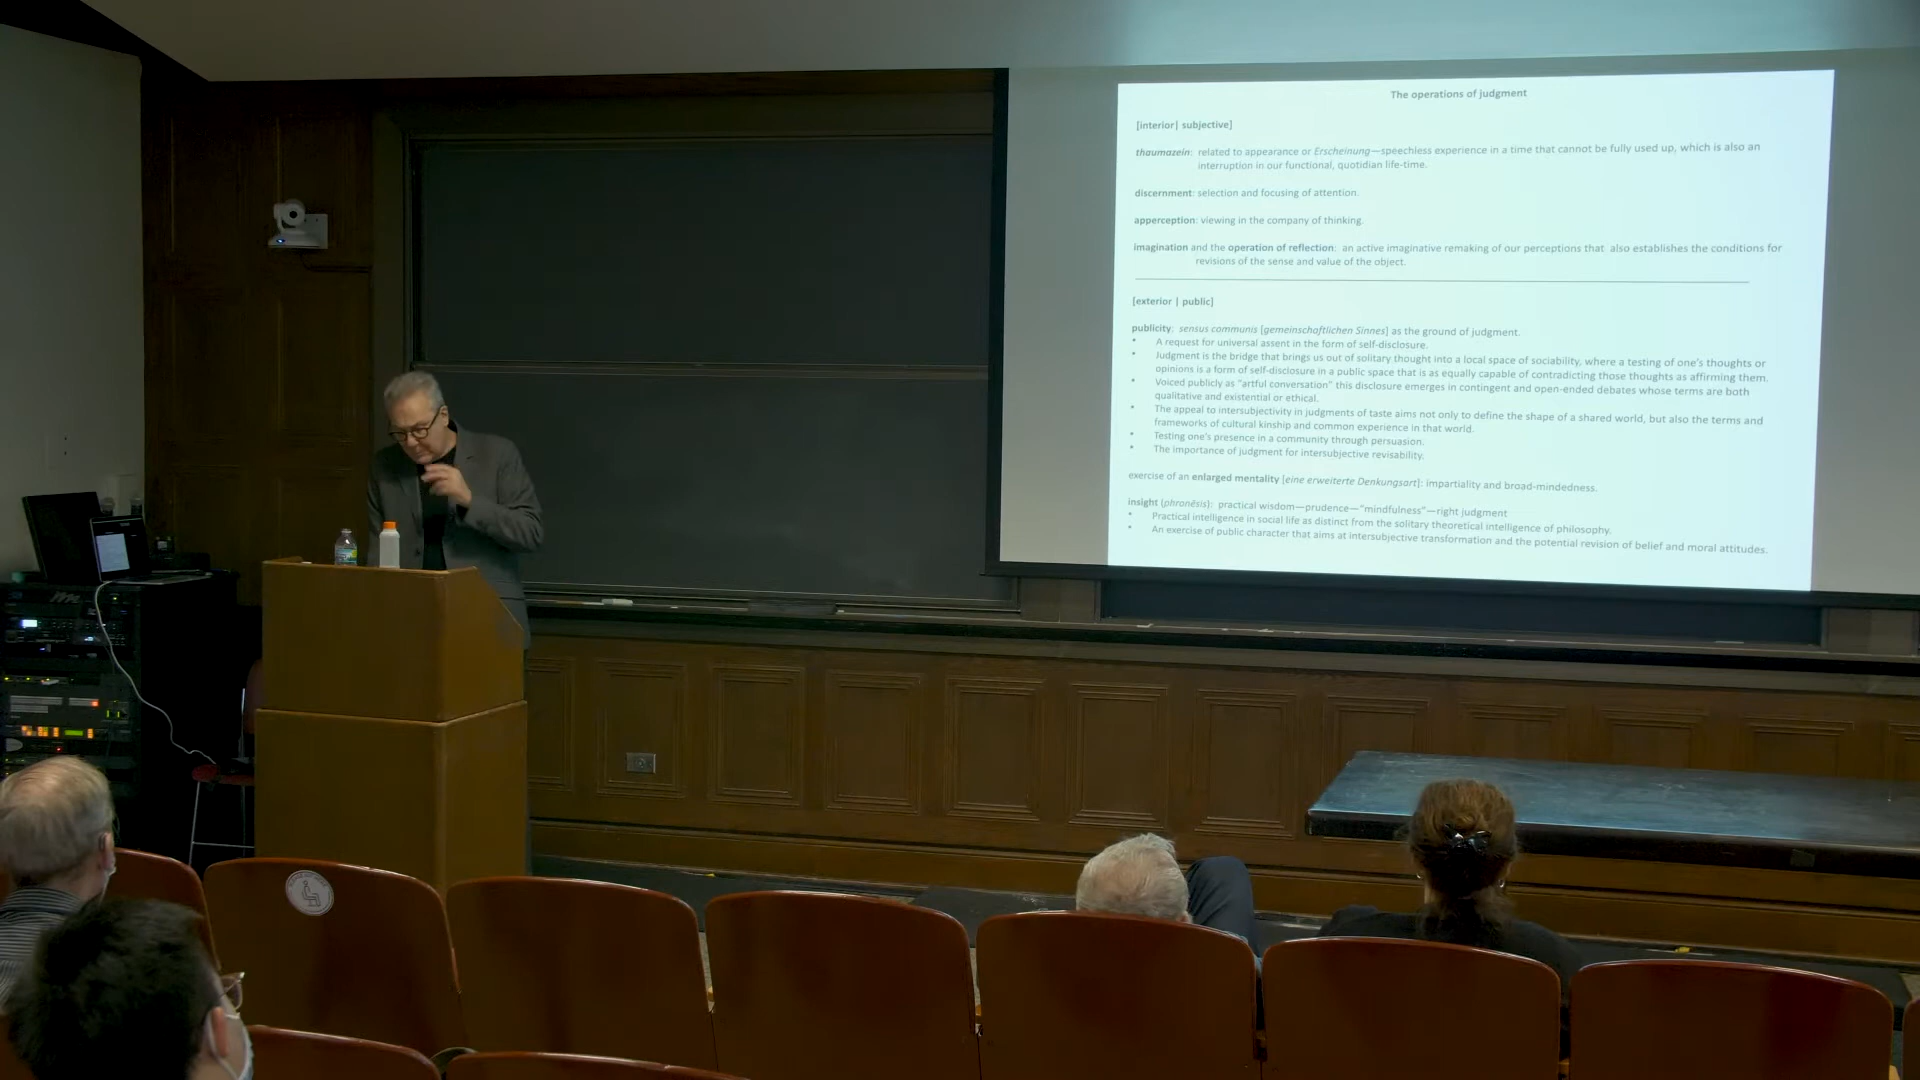 The operations of judgment
[interior| subjective]
thaumazein: related to appearance or Erscheinung—speechless experience in a time that cannot be fully used up, which is also an
interruption in our functional, quotidian life-time.
discernment: selection and focusing of attention.
apperception: viewing in the company of thinking.
imagination and the operation of reflection: an active imaginative remaking of our perceptions that also establishes the conditions for
revisions of the sense and value of the object.
[exterior | public]
publicity: sensus communis [gemeinschaftlichen Sinnes] as the ground of judgment.
• A request for universal assent in the form of self-disclosure.
• Judgment is the bridge that brings us out of solitary thought into a local space of sociability, where a testing of one's thoughts or
opinions is a form of self-disclosure in a public space that is as equally capable of contradicting those thoughts as affirming them.
• Voiced publicly as "artful conversation" this disclosure emerges in contingent and open-ended debates whose terms are both
qualitative and existential or ethical.
• The appeal to intersubjectivity in judgments of taste aims not only to define the shape of a shared world, but also the terms and
frameworks of cultural kinship and common experience in that world.
• Testing one's presence in a community through persuasion.
• The importance of judgment for intersubjective revisability.
exercise of an enlarged mentality [eine erweiterte Denkungsart]: impartiality and broad-mindedness.
insight (phronēsis): practical wisdom—prudence—"mindfulness"—right judgment
• Practical intelligence in social life as distinct from the solitary theoretical intelligence of philosophy.
• An exercise of public character that aims at intersubjective transformation and the potential revision of belief and moral attitudes.